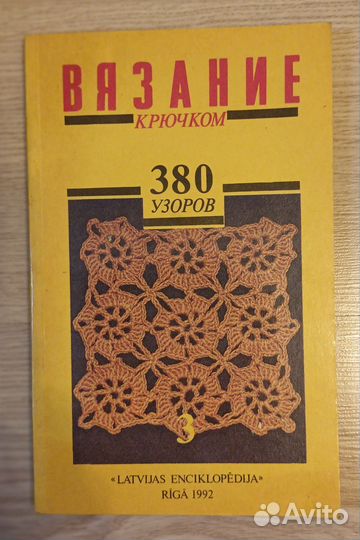 ВЯЗАНИЕ
КРЮЧКОМ
380
УЗОРОВ
3
«LATVIJAS ENCIKLOPĒDIJA»
RĪGĀ 1992
Avito